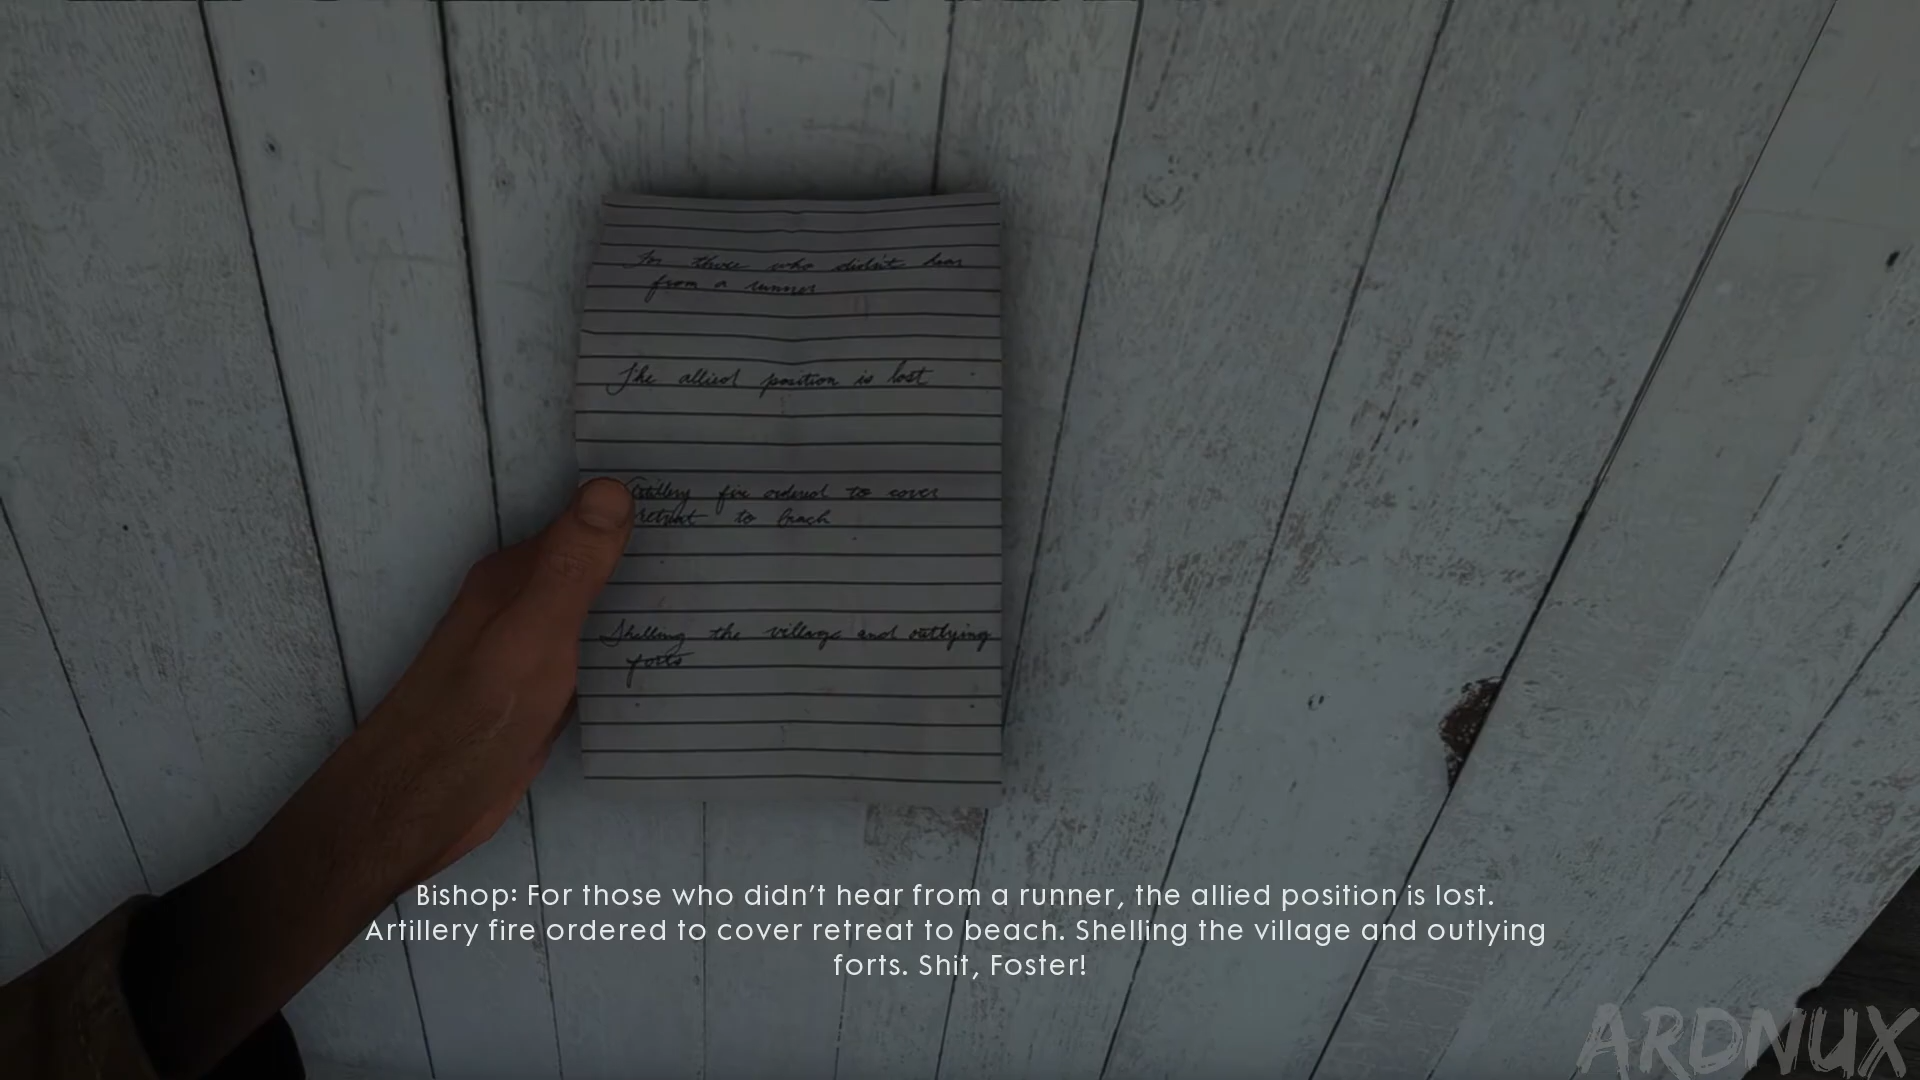 For those who didn't hear
from a runner
The allied position is lost
Artillery fire ordered to cover
retreat to beach
Shelling the village and outlying
forts
Bishop: For those who didn't hear from a runner, the allied position is lost.
Artillery fire ordered to cover retreat to beach. Shelling the village and outlying
forts. Shit, Foster!
ARDNUX